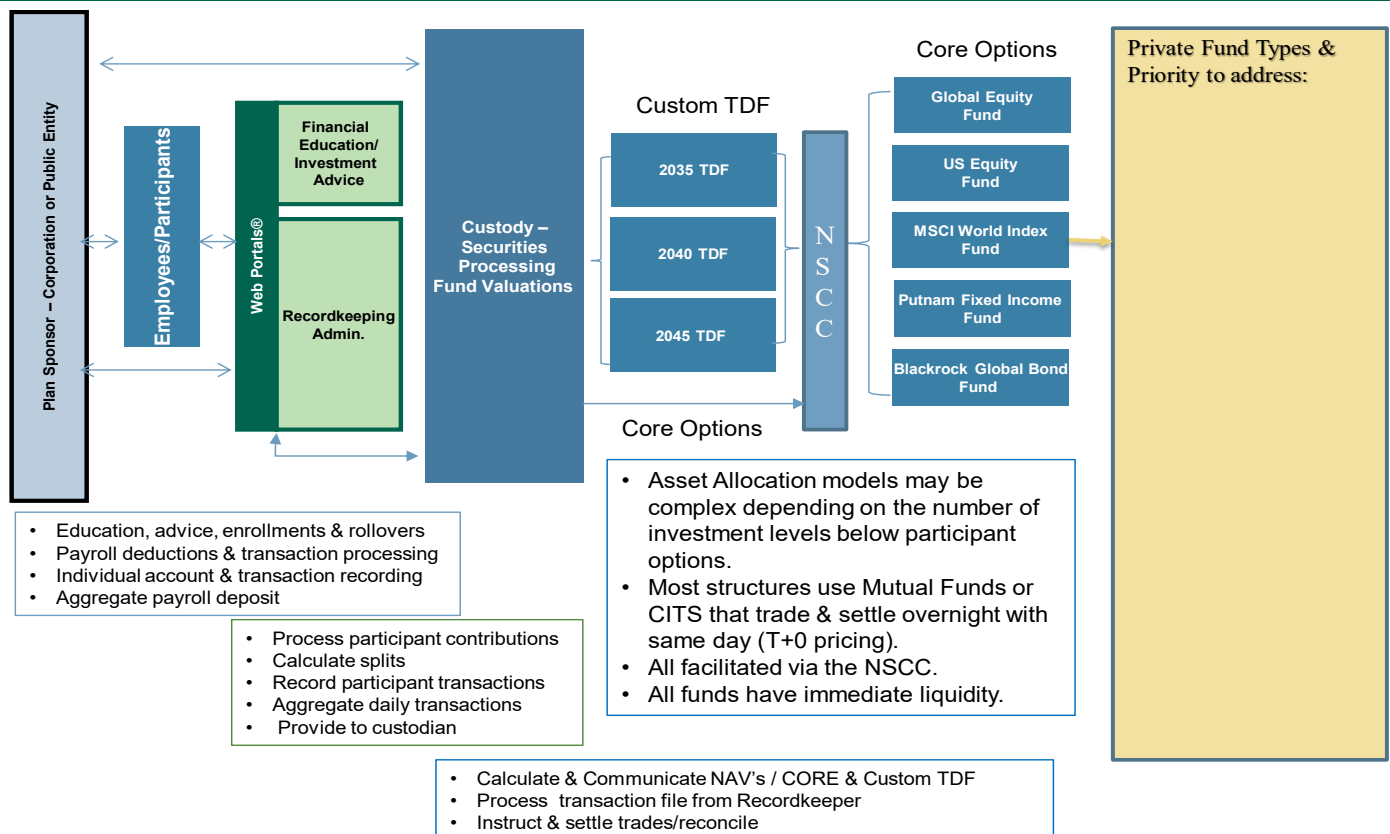 Plan Sponsor – Corporation or Public Entity
Employees/Participants
Web Portals®
Financial
Education/
Investment
Advice
Recordkeeping
Admin.
Custody –
Securities
Processing
Fund Valuations
Custom TDF
2035 TDF
2040 TDF
2045 TDF
Core Options
N
S
C
C
Core Options
Global Equity
Fund
US Equity
Fund
MSCI World Index
Fund
Putnam Fixed Income
Fund
Blackrock Global Bond
Fund
Private Fund Types &
Priority to address:
• Education, advice, enrollments & rollovers
• Payroll deductions & transaction processing
• Individual account & transaction recording
• Aggregate payroll deposit
• Process participant contributions
• Calculate splits
• Record participant transactions
• Aggregate daily transactions
• Provide to custodian
• Asset Allocation models may be
complex depending on the number of
investment levels below participant
options.
• Most structures use Mutual Funds or
CITS that trade & settle overnight with
same day (T+0 pricing).
• All facilitated via the NSCC.
• All funds have immediate liquidity.
• Calculate & Communicate NAV's / CORE & Custom TDF
• Process transaction file from Recordkeeper
• Instruct & settle trades/reconcile